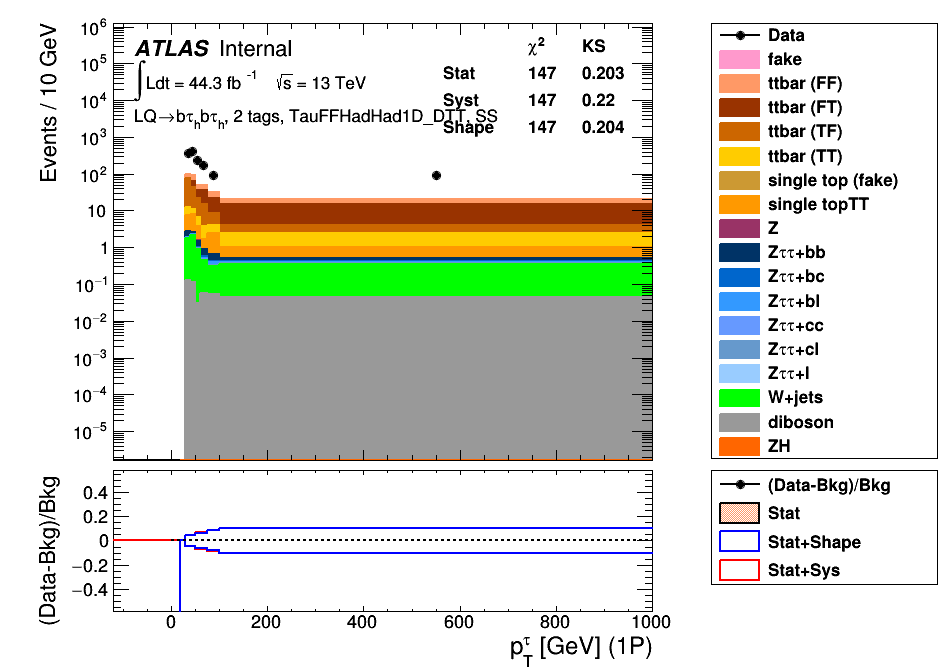 Events / 10 GeV
10⁶
10⁵
10⁴
10³
10²
10
1
10⁻¹
10⁻²
10⁻³
10⁻⁴
10⁻⁵
ATLAS Internal
∫Ldt = 44.3 fb⁻¹ √s = 13 TeV
LQ→bτₕbτₕ, 2 tags, TauFFHadHad1D_DTT, SS
χ² KS
Stat 147 0.203
Syst 147 0.22
Shape 147 0.204
Data
fake
ttbar (FF)
ttbar (FT)
ttbar (TF)
ttbar (TT)
single top (fake)
single topTT
Z
Zττ+bb
Zττ+bc
Zττ+bl
Zττ+cc
Zττ+cl
Zττ+l
W+jets
diboson
ZH
(Data-Bkg)/Bkg
0.4
0.2
0
−0.2
−0.4
0 200 400 600 800 1000
p_T^τ [GeV] (1P)
(Data-Bkg)/Bkg
Stat
Stat+Shape
Stat+Sys